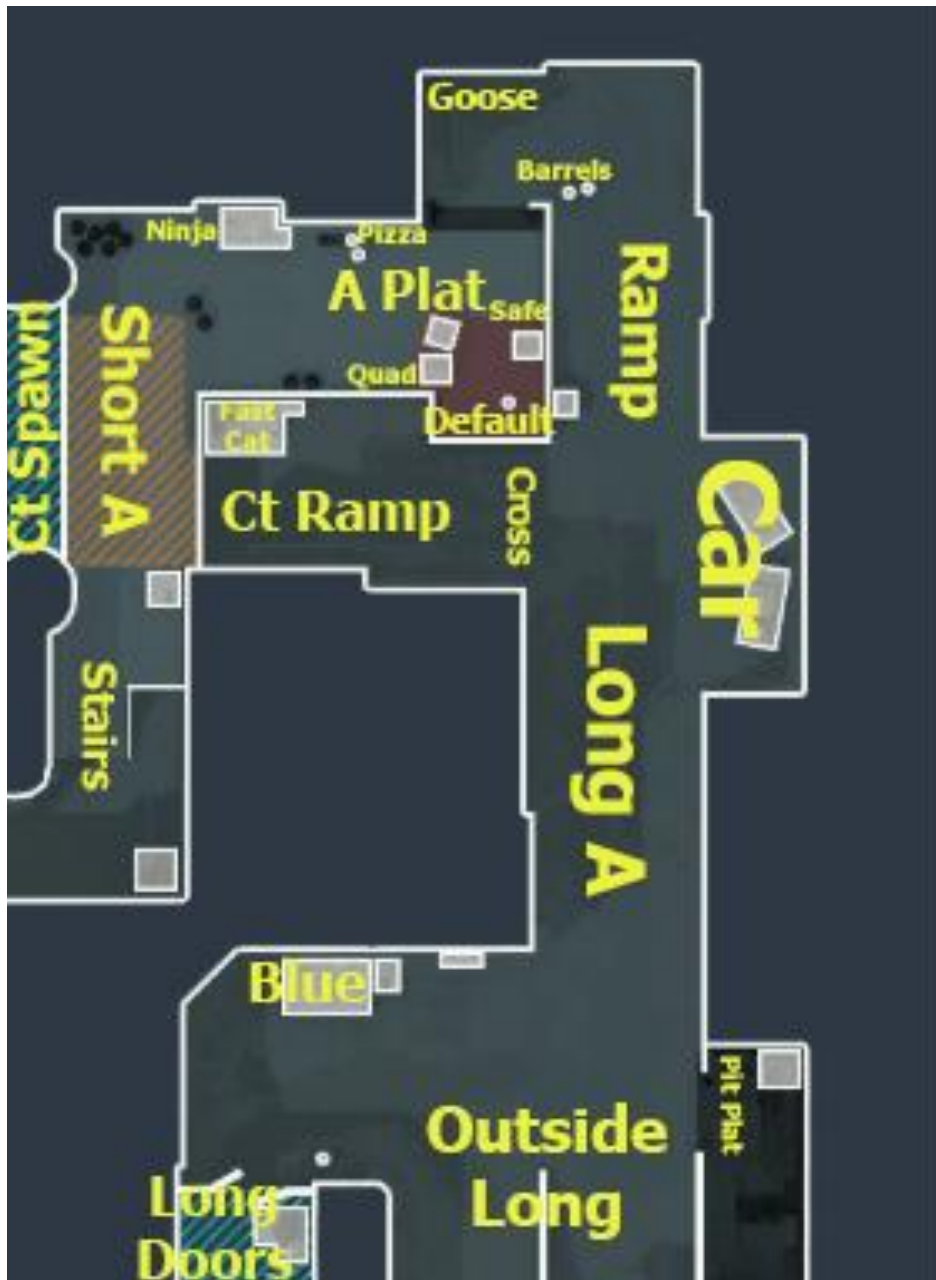 Goose
Barrels
Ninja
Pizza
Ramp
A Plat
Safe
Short A
Ct Spawn
Quad
Default
Fast
Cat
Ct Ramp
Cross
Car
Long A
Stairs
Blue
Pit Plat
Outside
Long
Long
Doors